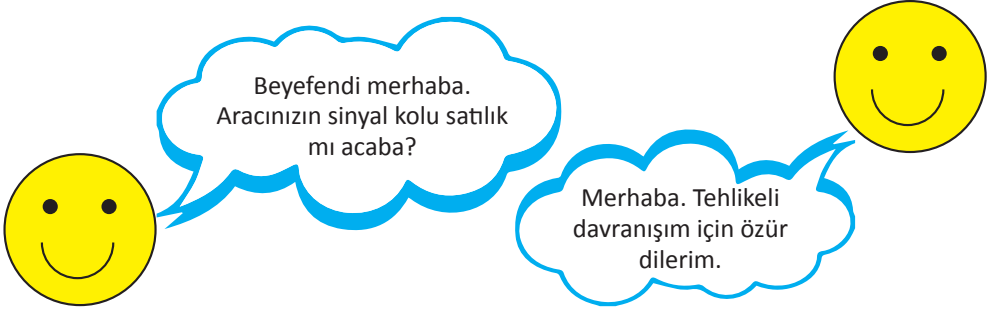 Beyefendi merhaba.
Aracınızın sinyal kolu satılık
mı acaba?
Merhaba. Tehlikeli
davranışım için özür
dilerim.